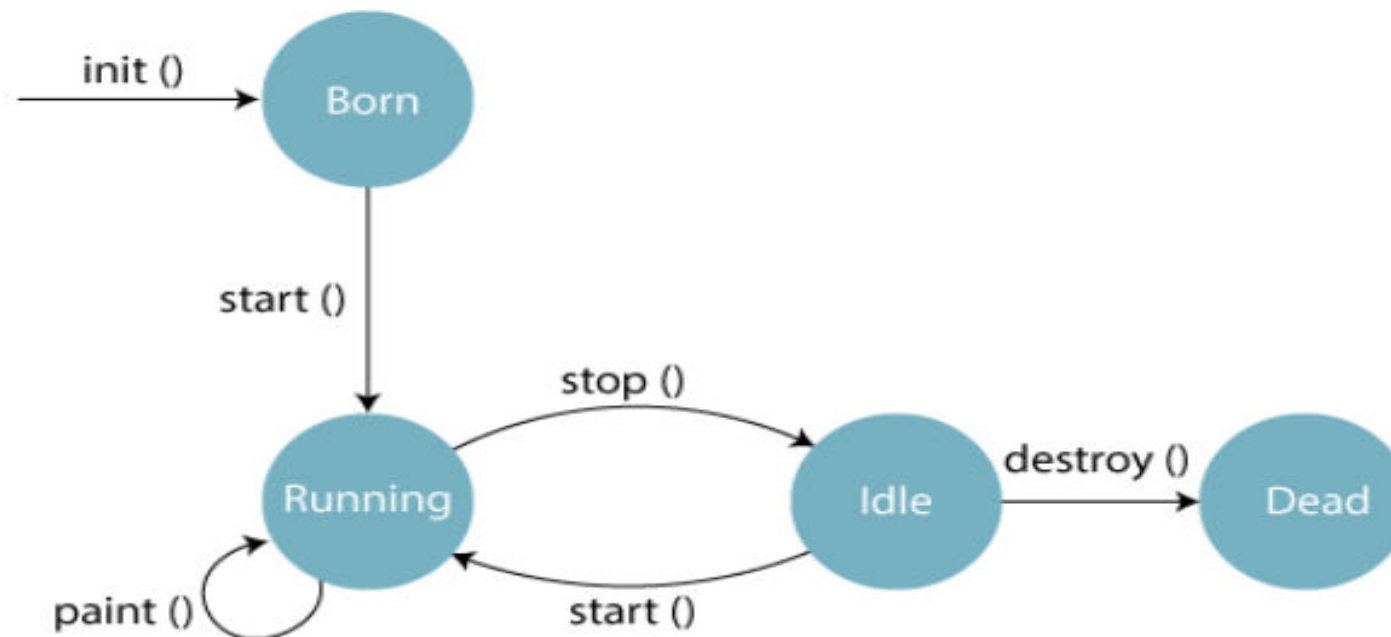 init ()
Born
start ()
stop ()
destroy ()
Running
Idle
Dead
paint ()
start ()